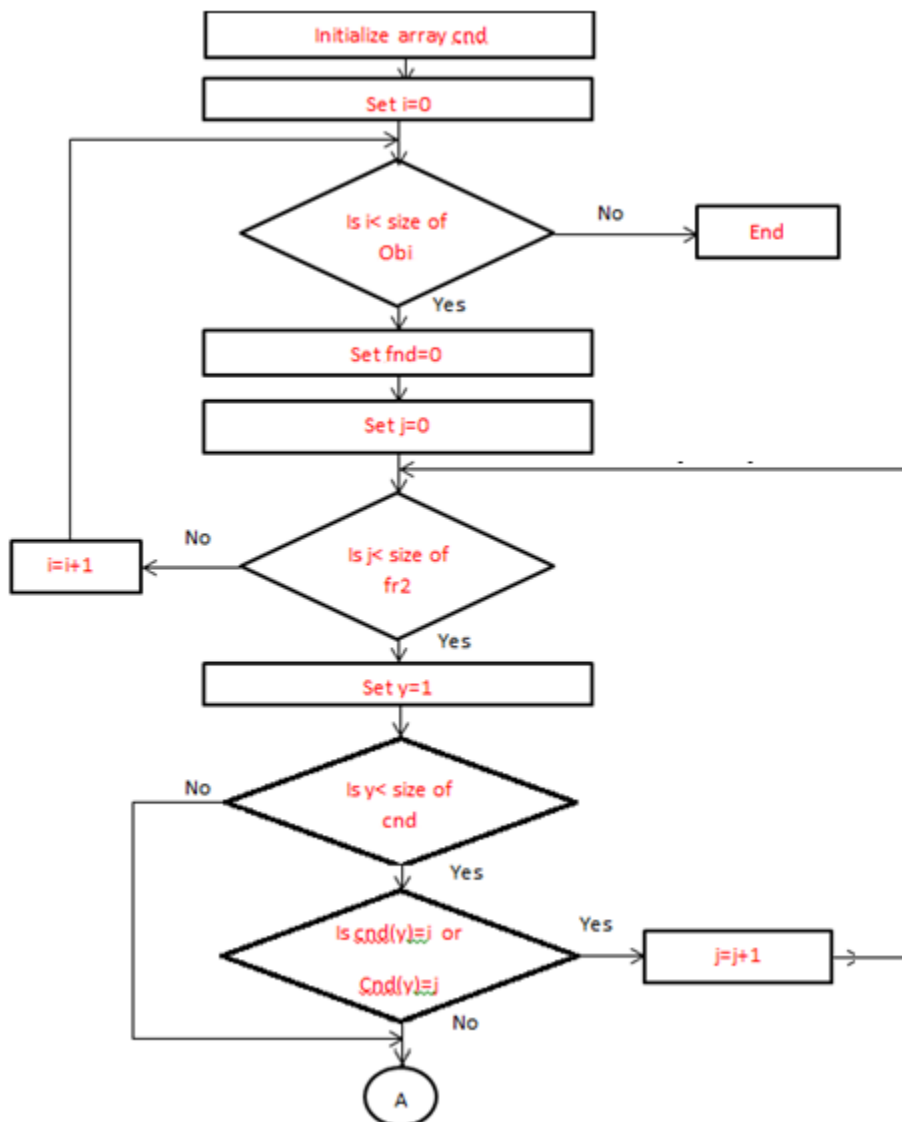 Initialize array cnd
Set i=0
Is i< size of
Obi
No
End
Yes
Set fnd=0
Set j=0
No
i=i+1
Is j< size of
fr2
Yes
Set y=1
No
Is y< size of
cnd
Yes
Is cnd(y)=i or
Cnd(y)=j
Yes
j=j+1
No
A